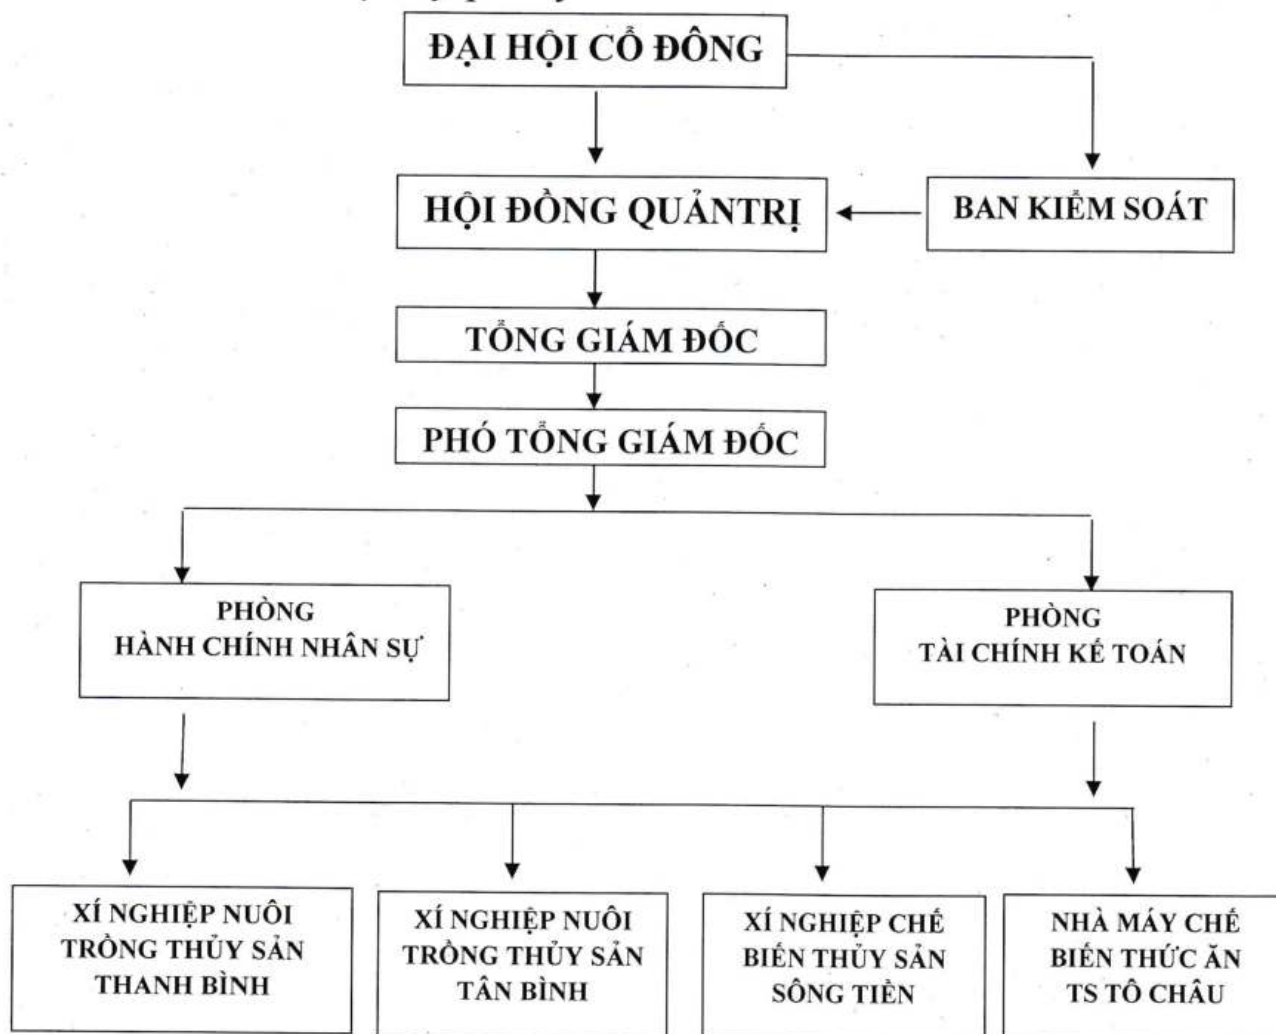 ĐẠI HỘI CỔ ĐÔNG
HỘI ĐỒNG QUẢNTRỊ
BAN KIỂM SOÁT
TỔNG GIÁM ĐỐC
PHÓ TỔNG GIÁM ĐỐC
PHÒNG
HÀNH CHÍNH NHÂN SỰ
PHÒNG
TÀI CHÍNH KẾ TOÁN
XÍ NGHIỆP NUÔI
TRỒNG THỦY SẢN
THANH BÌNH
XÍ NGHIỆP NUÔI
TRỒNG THỦY SẢN
TÂN BÌNH
XÍ NGHIỆP CHẾ
BIẾN THỦY SẢN
SÔNG TIỀN
NHÀ MÁY CHẾ
BIẾN THỨC ĂN
TS TÔ CHÂU